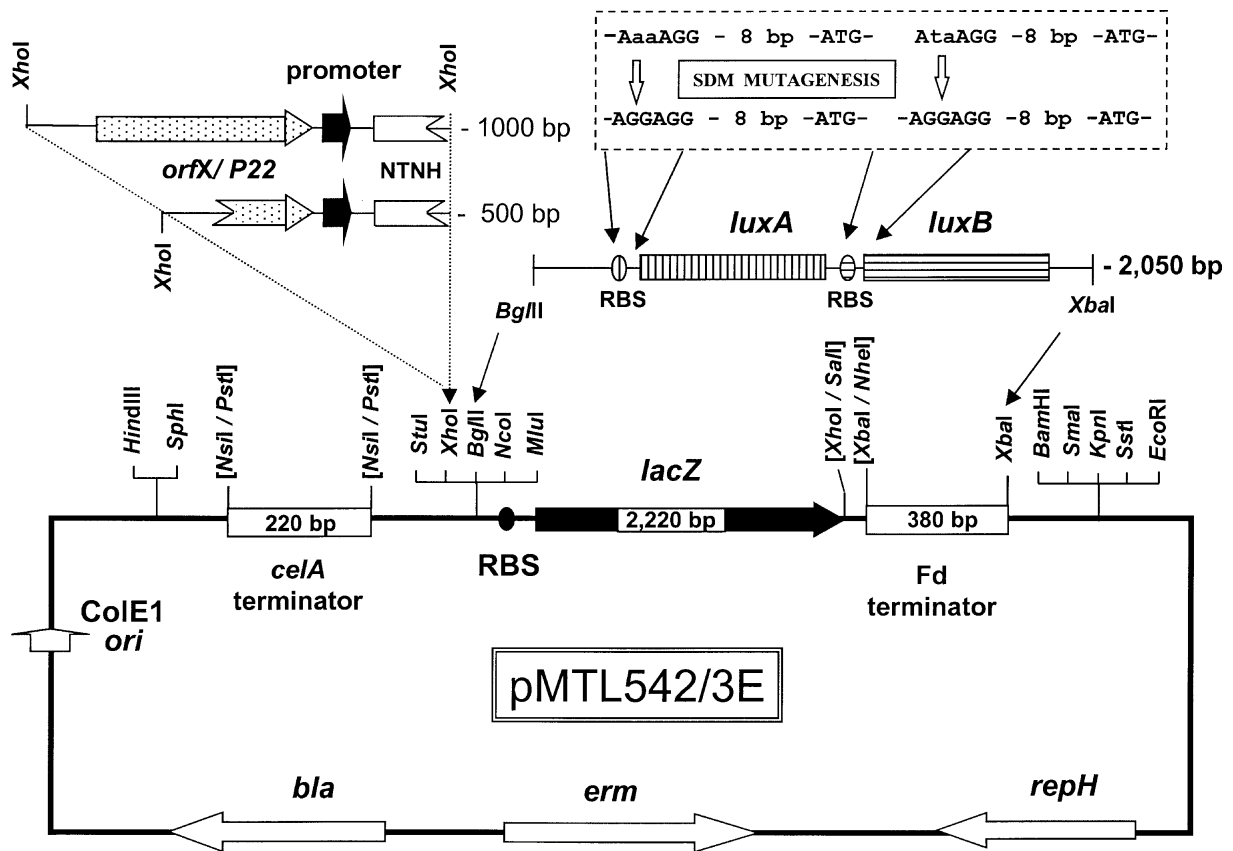 -AaaAGG - 8 bp -ATG- AtaAGG -8 bp -ATG-
SDM MUTAGENESIS
-AGGAGG - 8 bp -ATG- -AGGAGG -8 bp -ATG-
XhoI
promoter
XhoI
- 1000 bp
orfX/ P22
NTNH
- 500 bp
XhoI
luxA
luxB
- 2,050 bp
RBS
RBS
BglII
XbaI
HindIII
SphI
[NsiI / PstI]
[NsiI / PstI]
StuI
XhoI
BglII
NcoI
MluI
[XhoI / SalI]
[XbaI / NheI]
XbaI
BamHI
SmaI
KpnI
SstI
EcoRI
lacZ
220 bp
2,220 bp
380 bp
celA
terminator
RBS
Fd
terminator
ColE1
ori
pMTL542/3E
bla
erm
repH